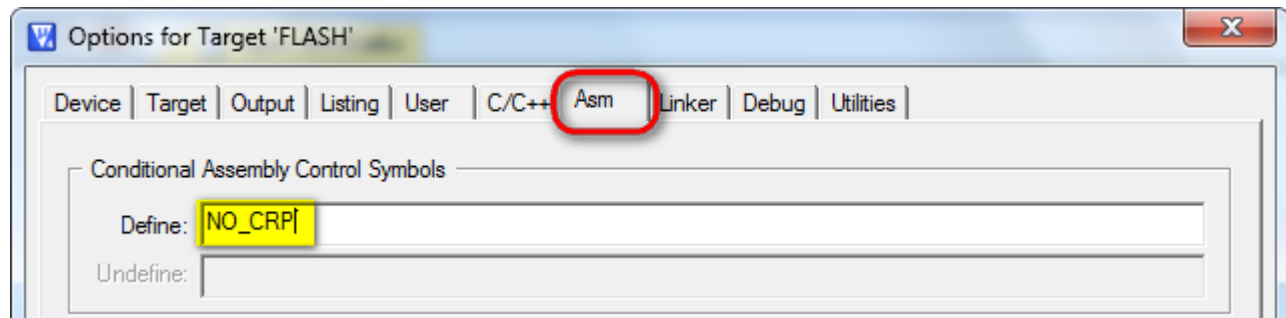 Options for Target 'FLASH'
Device Target Output Listing User C/C++ Asm Linker Debug Utilities
Conditional Assembly Control Symbols
Define: NO_CRP
Undefine: